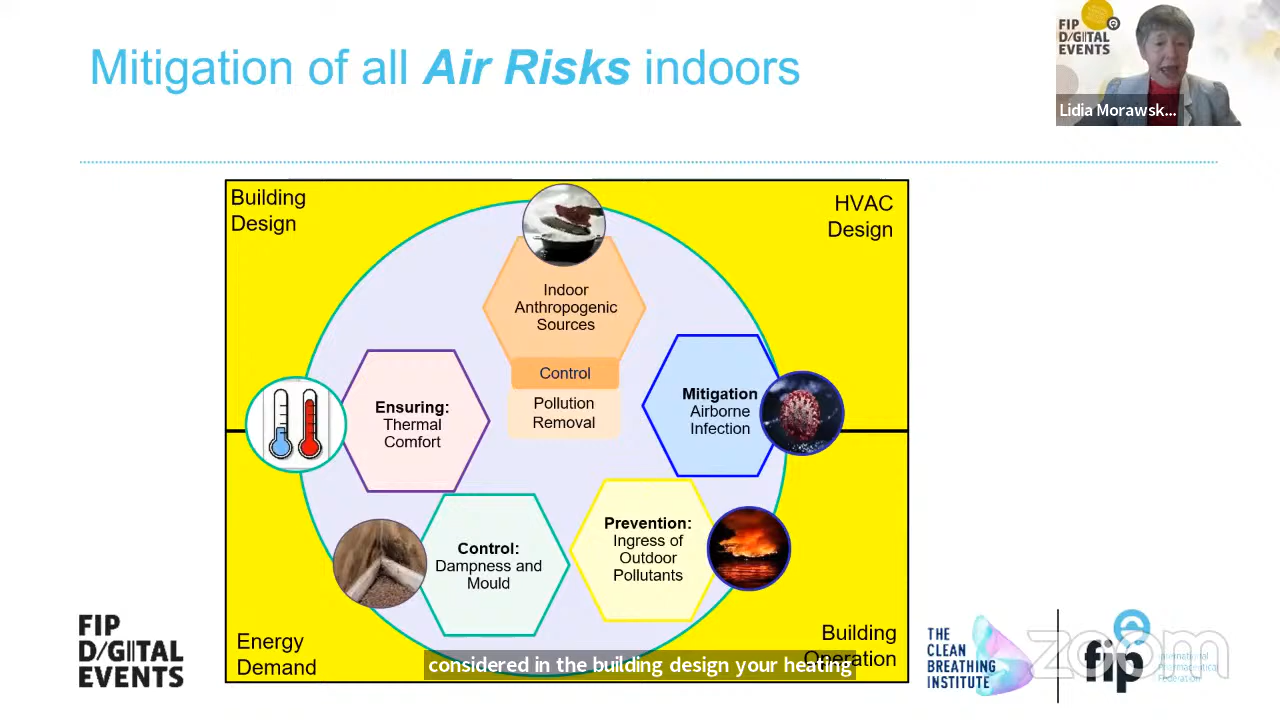 Mitigation of all Air Risks indoors
FIP
D/GITAL
EVENTS
Lidia Morawsk...
Building
Design
HVAC
Design
Indoor
Anthropogenic
Sources
Control
Pollution
Removal
Ensuring:
Thermal
Comfort
Mitigation
Airborne
Infection
Control:
Dampness and
Mould
Prevention:
Ingress of
Outdoor
Pollutants
Energy
Demand
Building
Operation
considered in the building design your heating
FIP
D/GITAL
EVENTS
THE
CLEAN
BREATHING
INSTITUTE
fip
International
Pharmaceutical
Federation
zoom